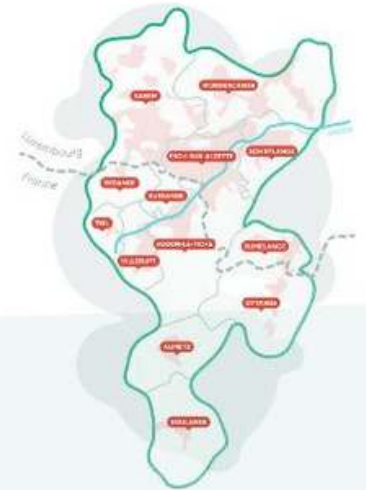 SANEM
MONDERCANGE
Luxembourg
France
ESCH-SUR-ALZETTE
SCHIFFLANGE
RÉDANGE
RUSSANGE
THIL
VILLERUPT
AUDUN-LE-TICHE
RUMELANGE
OTTANGE
AUMETZ
BOULANGE